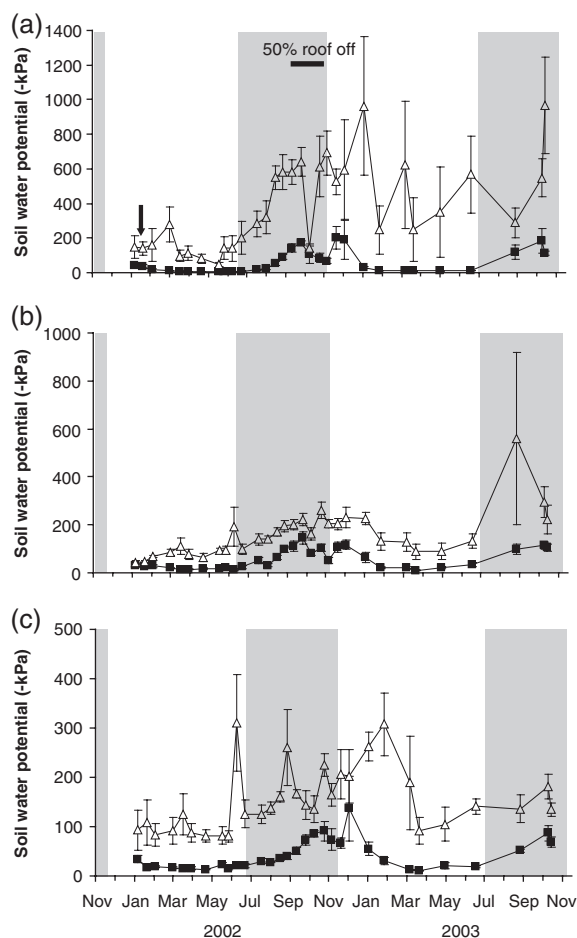 (a)
1400
1200
1000
800
600
400
200
0
Soil water potential (-kPa)
50% roof off
(b)
1000
800
600
400
200
0
Soil water potential (-kPa)
(c)
500
400
300
200
100
0
Soil water potential (-kPa)
Nov Jan Mar May Jul Sep Nov Jan Mar May Jul Sep Nov
2002 2003